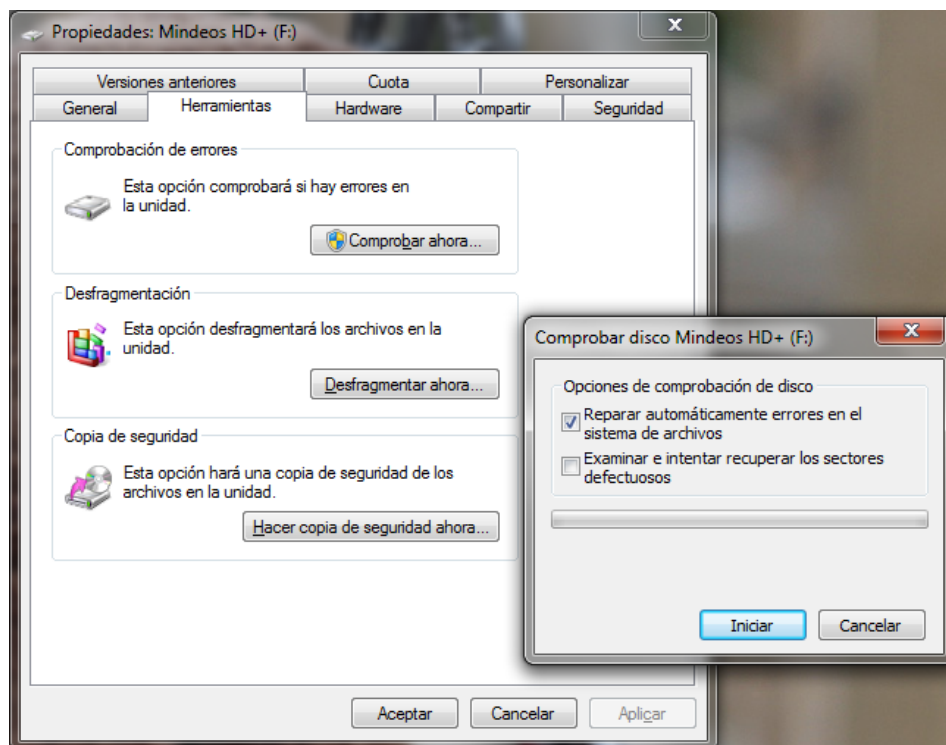 Propiedades: Mindeos HD+ (F:)
Versiones anteriores
Cuota
Personalizar
General
Herramientas
Hardware
Compartir
Seguridad
Comprobación de errores
Esta opción comprobará si hay errores en
la unidad.
Comprobar ahora...
Desfragmentación
Esta opción desfragmentará los archivos en la
unidad.
Desfragmentar ahora...
Copia de seguridad
Esta opción hará una copia de seguridad de los
archivos en la unidad.
Hacer copia de seguridad ahora...
Aceptar
Cancelar
Aplicar
Comprobar disco Mindeos HD+ (F:)
Opciones de comprobación de disco
Reparar automáticamente errores en el
sistema de archivos
Examinar e intentar recuperar los sectores
defectuosos
Iniciar
Cancelar